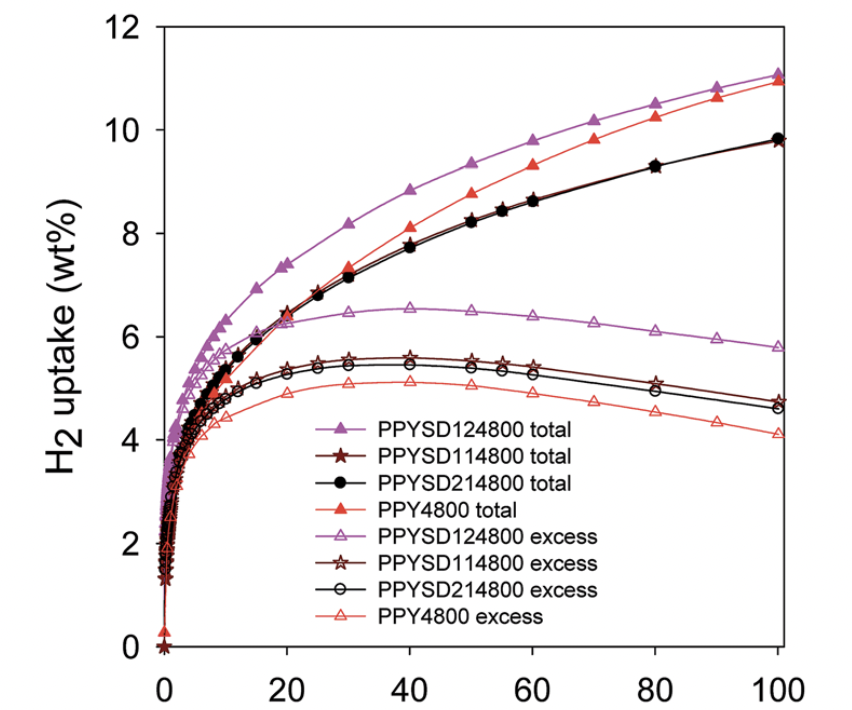 12
10
8
6
4
2
0
H2 uptake (wt%)
PPYSD124800 total
PPYSD114800 total
PPYSD214800 total
PPY4800 total
PPYSD124800 excess
PPYSD114800 excess
PPYSD214800 excess
PPY4800 excess
0 20 40 60 80 100